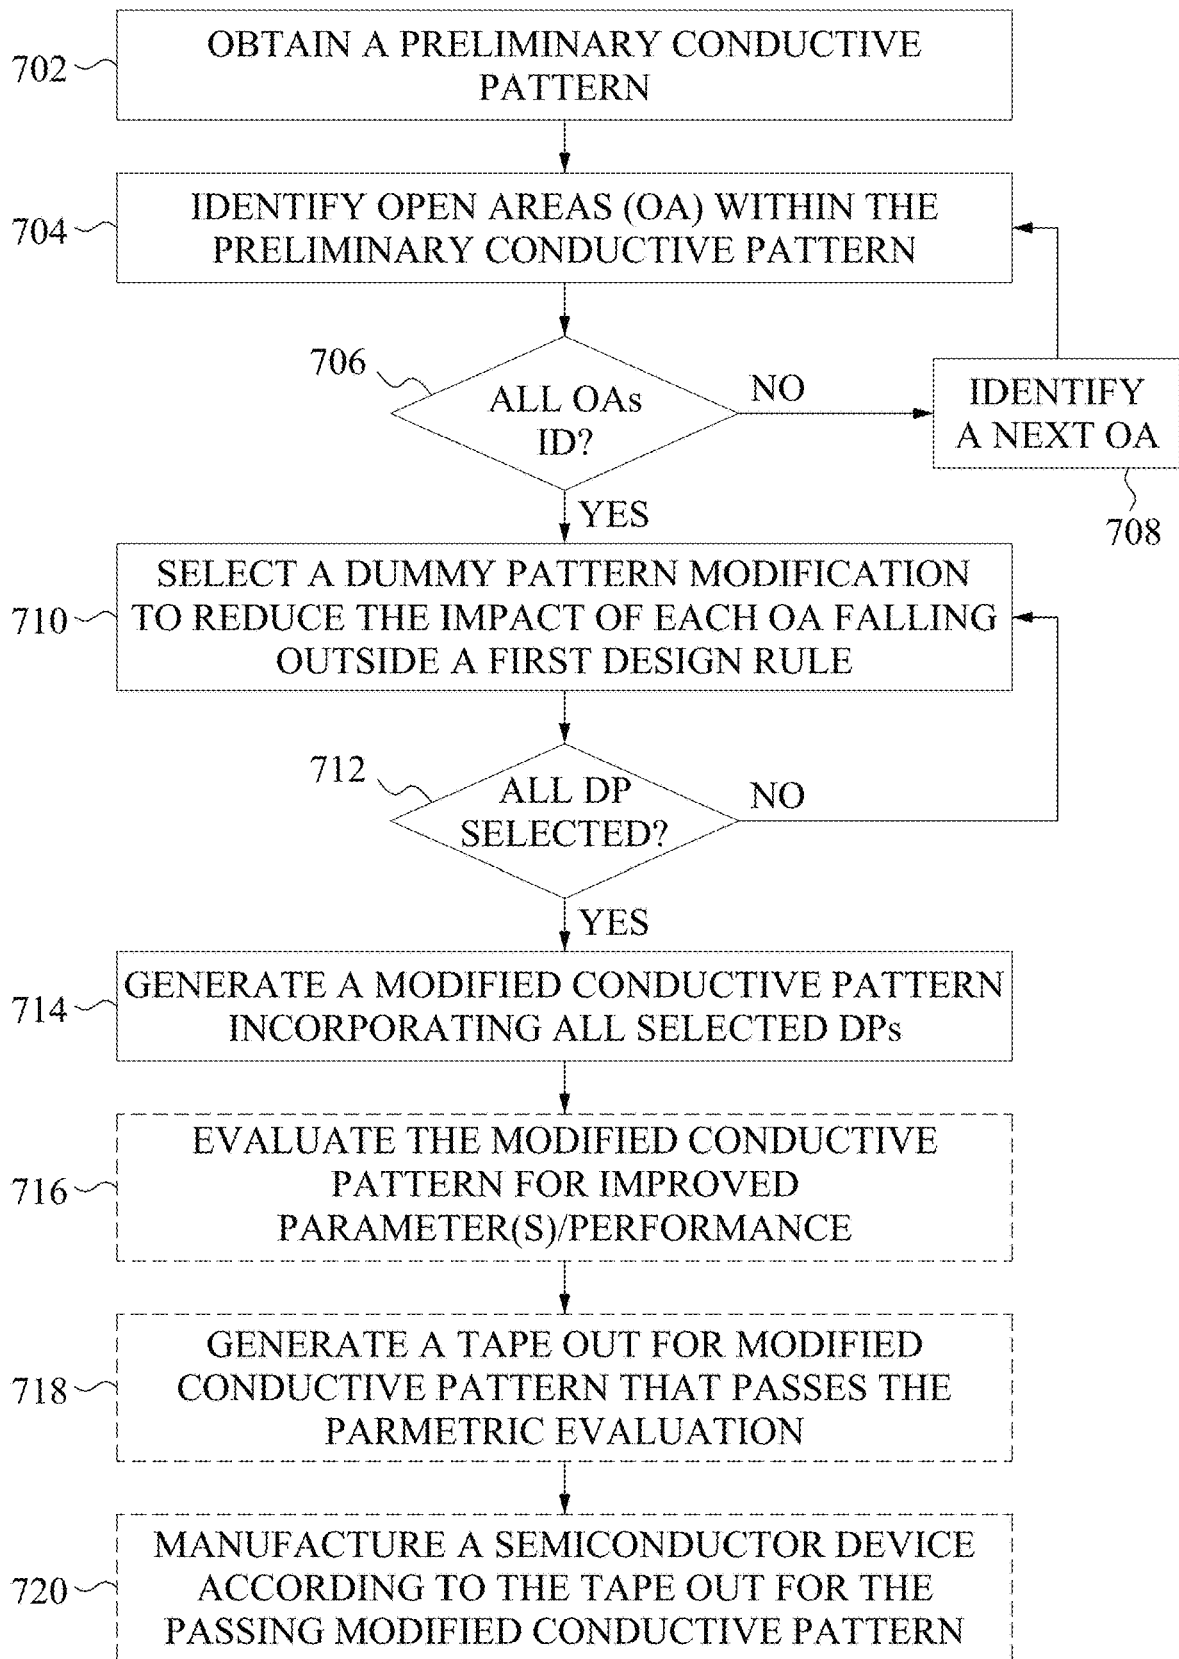 702
OBTAIN A PRELIMINARY CONDUCTIVE
PATTERN
704
IDENTIFY OPEN AREAS (OA) WITHIN THE
PRELIMINARY CONDUCTIVE PATTERN
706
ALL OAs
ID?
NO
IDENTIFY
A NEXT OA
708
YES
710
SELECT A DUMMY PATTERN MODIFICATION
TO REDUCE THE IMPACT OF EACH OA FALLING
OUTSIDE A FIRST DESIGN RULE
712
ALL DP
SELECTED?
NO
YES
714
GENERATE A MODIFIED CONDUCTIVE PATTERN
INCORPORATING ALL SELECTED DPs
716
EVALUATE THE MODIFIED CONDUCTIVE
PATTERN FOR IMPROVED
PARAMETER(S)/PERFORMANCE
718
GENERATE A TAPE OUT FOR MODIFIED
CONDUCTIVE PATTERN THAT PASSES THE
PARMETRIC EVALUATION
720
MANUFACTURE A SEMICONDUCTOR DEVICE
ACCORDING TO THE TAPE OUT FOR THE
PASSING MODIFIED CONDUCTIVE PATTERN